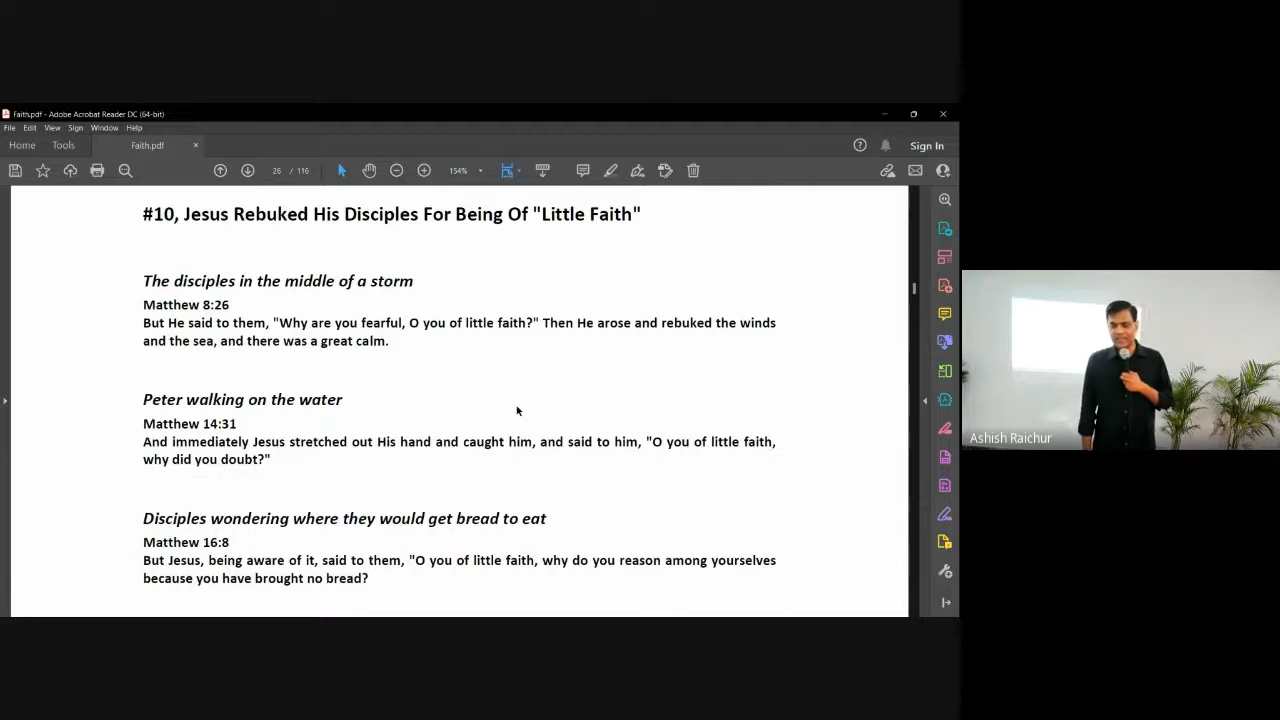 Faith.pdf - Adobe Acrobat Reader DC (64-bit)
File Edit View Sign Window Help
Home Tools Faith.pdf × Sign In
26 / 116 154%
#10, Jesus Rebuked His Disciples For Being Of "Little Faith"
The disciples in the middle of a storm
Matthew 8:26
But He said to them, "Why are you fearful, O you of little faith?" Then He arose and rebuked the winds
and the sea, and there was a great calm.
Peter walking on the water
Matthew 14:31
And immediately Jesus stretched out His hand and caught him, and said to him, "O you of little faith,
why did you doubt?"
Disciples wondering where they would get bread to eat
Matthew 16:8
But Jesus, being aware of it, said to them, "O you of little faith, why do you reason among yourselves
because you have brought no bread?
Ashish Raichur